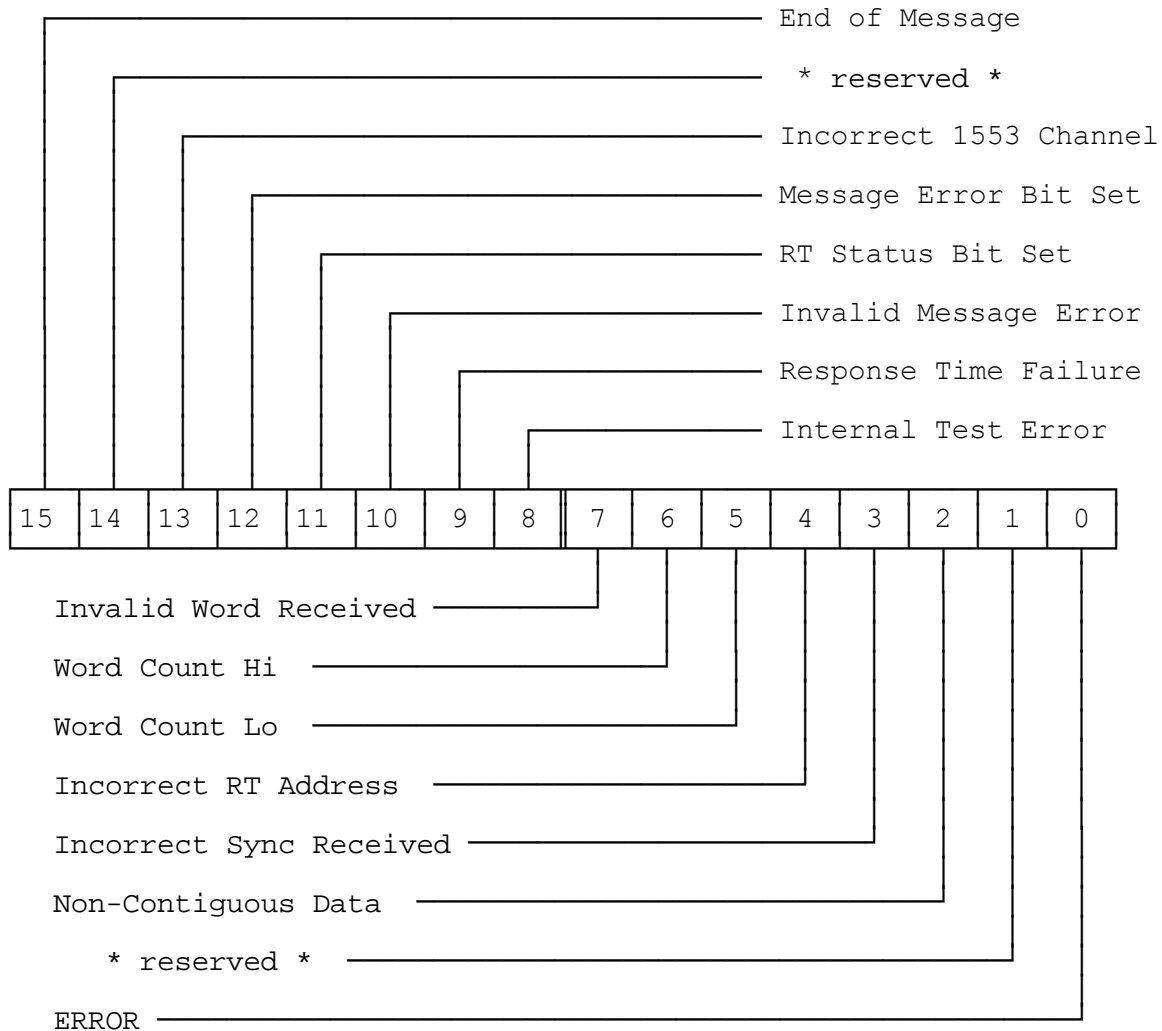 End of Message
* reserved *
Incorrect 1553 Channel
Message Error Bit Set
RT Status Bit Set
Invalid Message Error
Response Time Failure
Internal Test Error
15 14 13 12 11 10 9 8 7 6 5 4 3 2 1 0
Invalid Word Received
Word Count Hi
Word Count Lo
Incorrect RT Address
Incorrect Sync Received
Non-Contiguous Data
* reserved *
ERROR